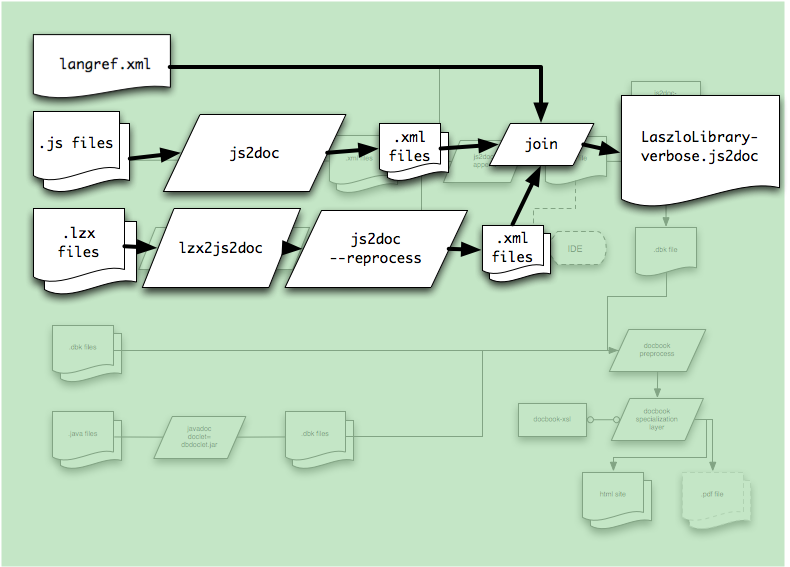 langref.xml
.js files
js2doc
.xml
files
join
LaszloLibrary-
verbose.js2doc
.lzx
files
lzx2js2doc
js2doc
--reprocess
.xml
files
IDE
.dbk file
.dbk files
docbook
preprocess
.java files
javadoc
doclet=
dbdoclet.jar
.dbk files
docbook-xsl
docbook
specialization
layer
html site
pdf file